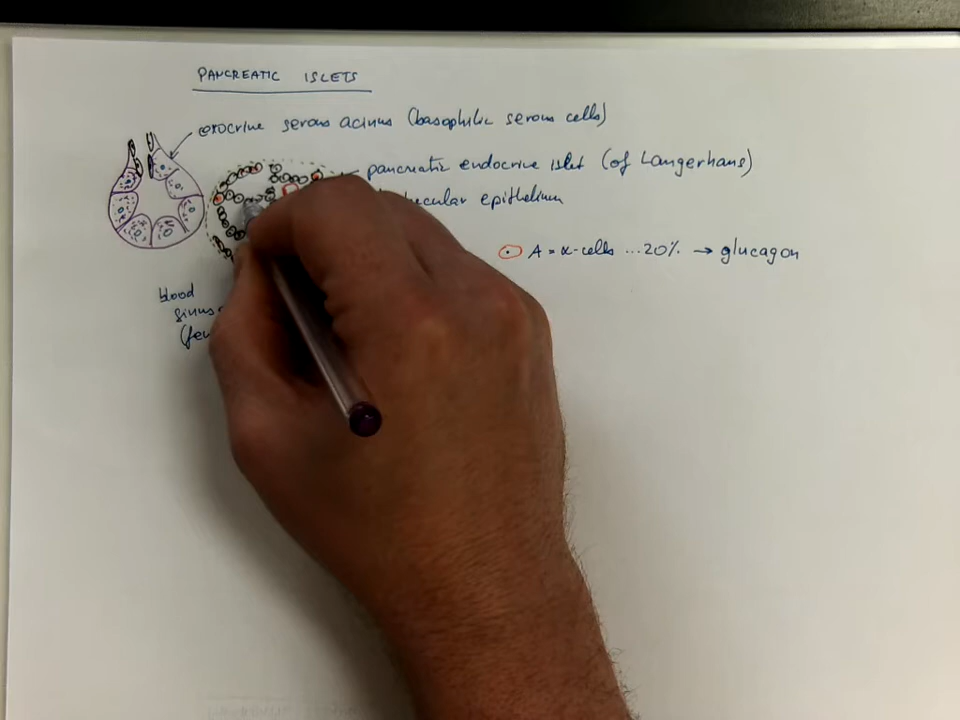 PANCREATIC ISLETS
exocrine serous acinus (basophilic serous cells)
pancreatic endocrine islet (of Langerhans)
epithelium
A = α-cells ...20% → glucagon
blood